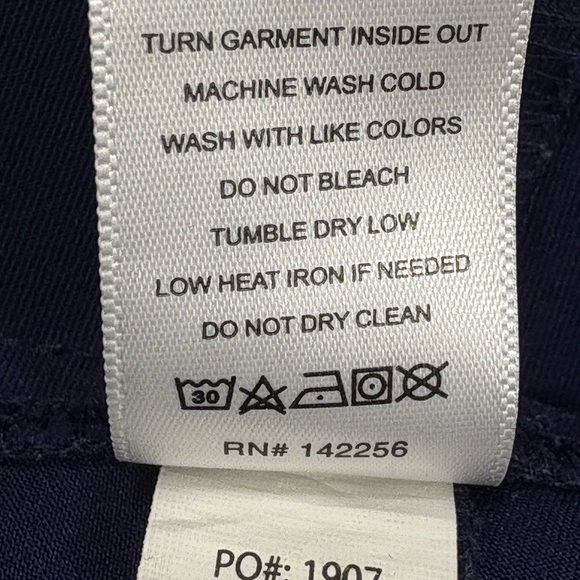 TURN GARMENT INSIDE OUT
MACHINE WASH COLD
WASH WITH LIKE COLORS
DO NOT BLEACH
TUMBLE DRY LOW
LOW HEAT IRON IF NEEDED
DO NOT DRY CLEAN
30
RN# 142256
PO#: 1907